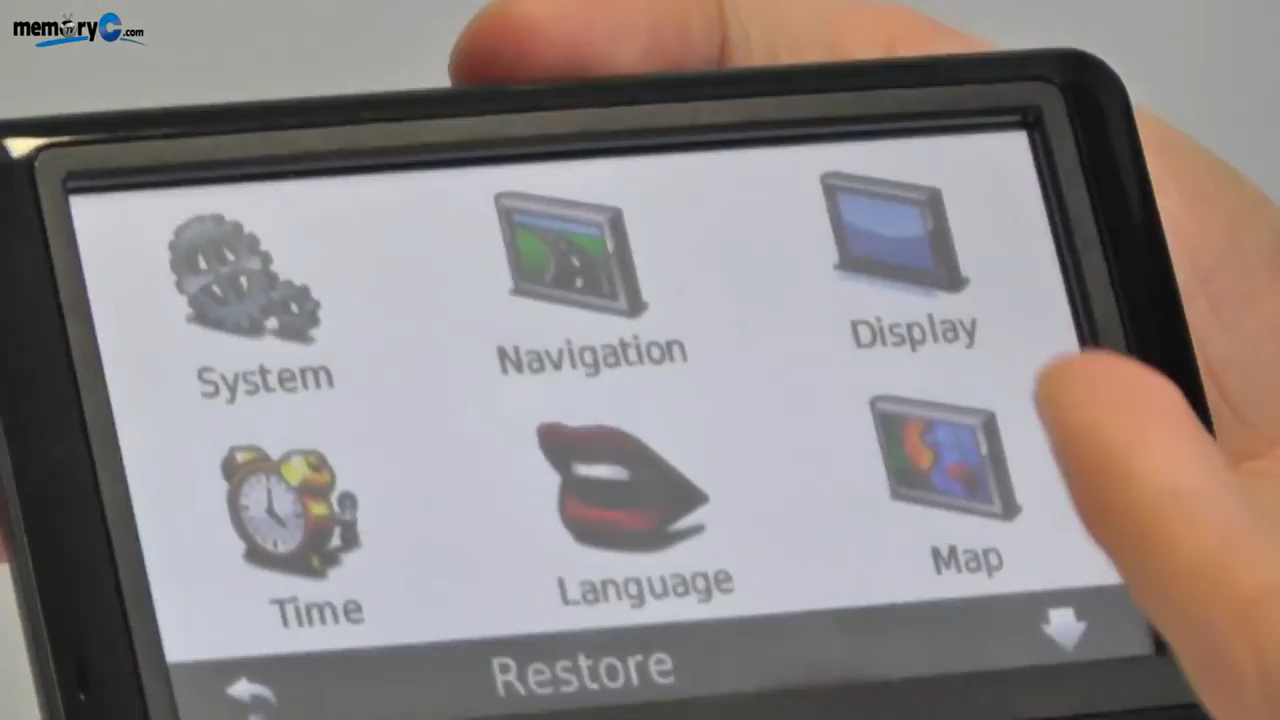 memoryC.com
System
Navigation
Display
Time
Language
Map
Restore